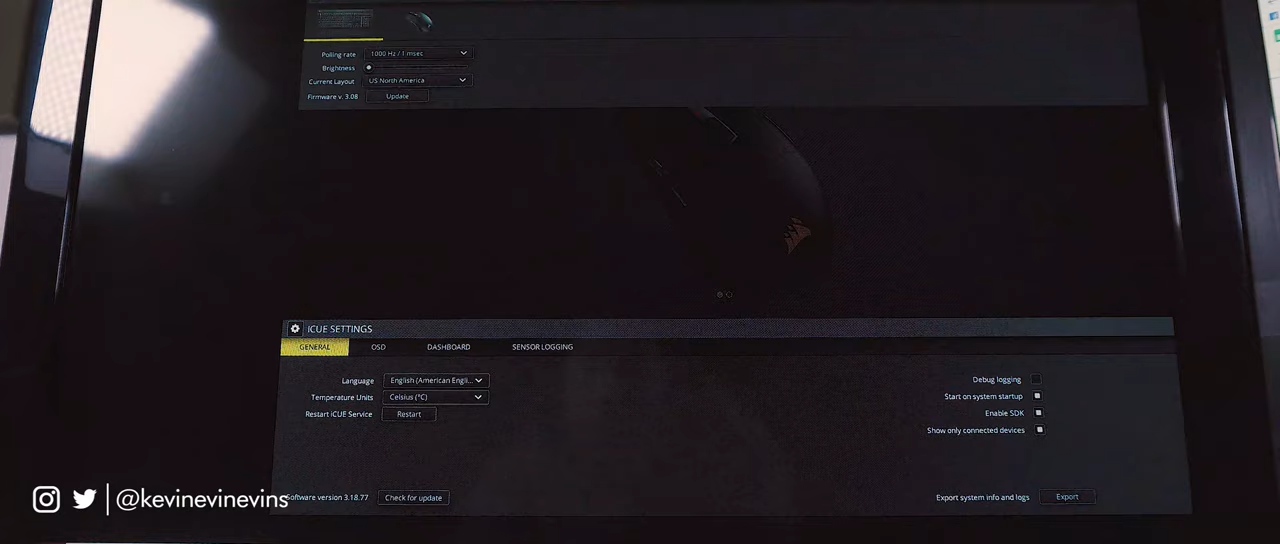 Polling rate 1000 Hz / 1 msec
Brightness
Current Layout US North America
Firmware v. 3.08 Update
iCUE SETTINGS
GENERAL OSD DASHBOARD SENSOR LOGGING
Language English (American Engli...
Debug logging
Temperature Units Celsius (°C)
Start on system startup
Restart iCUE Service Restart
Enable SDK
Show only connected devices
Software version 3.18.77 Check for update
Export system info and logs Export
@kevinevinevins